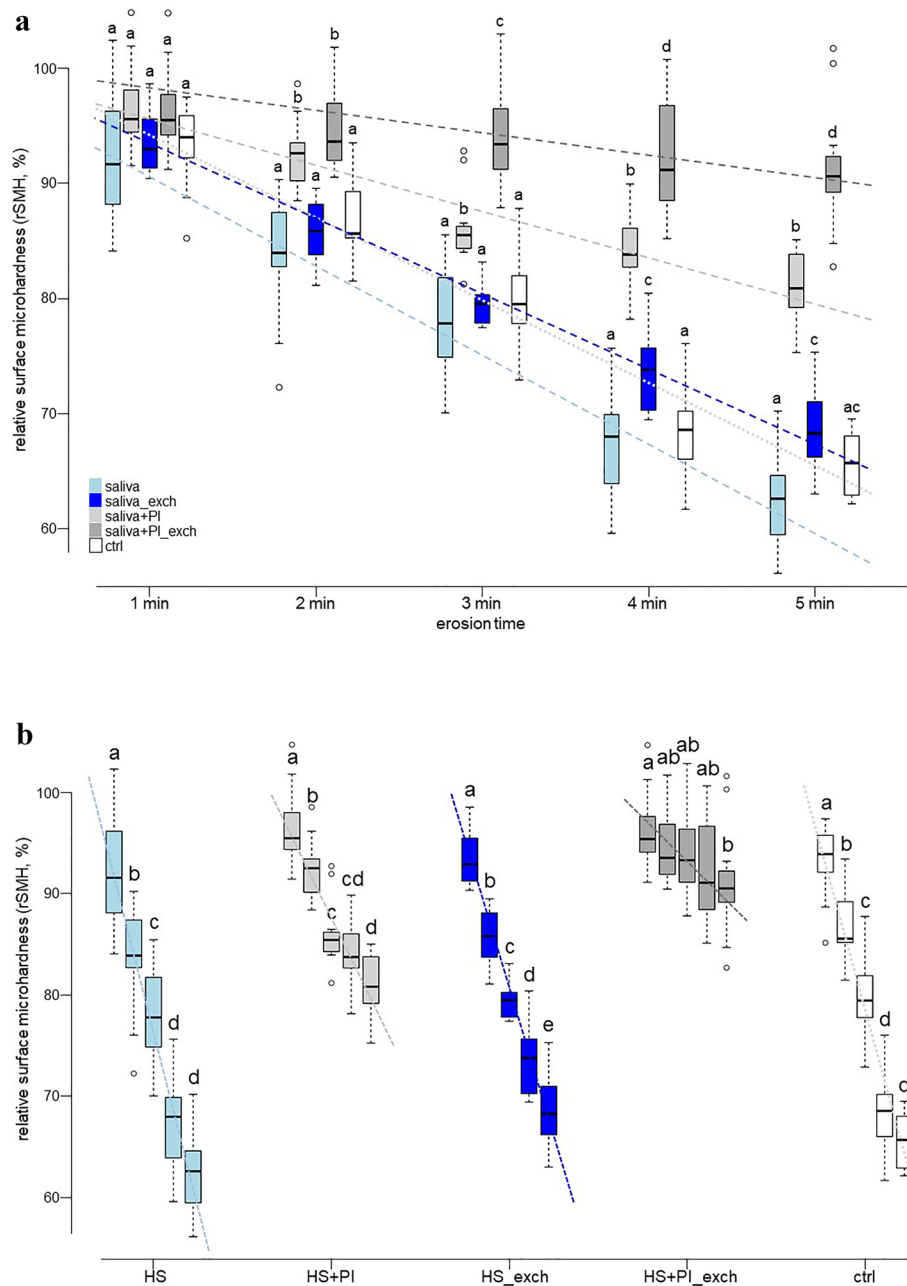 a
relative surface microhardness (rSMH, %)
100
90
80
70
60
a a a a a
a b a b a
a b a c a
a b c d a
a b c d ac
saliva
saliva_exch
saliva+PI
saliva+PI_exch
ctrl
1 min 2 min 3 min 4 min 5 min
erosion time
b
relative surface microhardness (rSMH, %)
100
90
80
70
60
a b c d d
a b c cd d
a b c d e
a ab ab ab b
a b c d d
HS HS+PI HS_exch HS+PI_exch ctrl